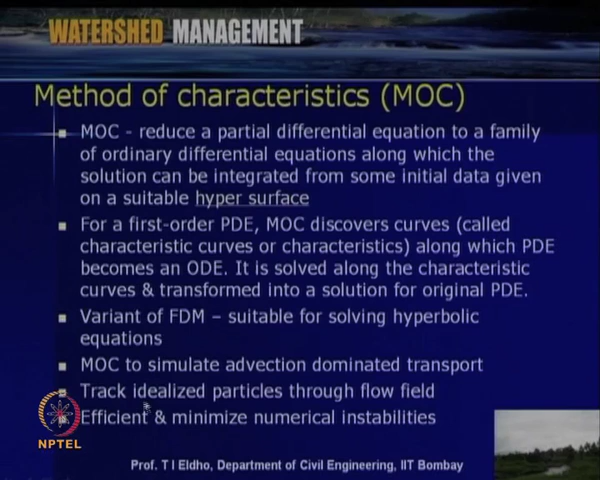 WATERSHED MANAGEMENT
Method of characteristics (MOC)
MOC - reduce a partial differential equation to a family
of ordinary differential equations along which the
solution can be integrated from some initial data given
on a suitable hyper surface
For a first-order PDE, MOC discovers curves (called
characteristic curves or characteristics) along which PDE
becomes an ODE. It is solved along the characteristic
curves & transformed into a solution for original PDE.
Variant of FDM – suitable for solving hyperbolic
equations
MOC to simulate advection dominated transport
Track idealized particles through flow field
Efficient & minimize numerical instabilities
NPTEL
Prof. T I Eldho, Department of Civil Engineering, IIT Bombay